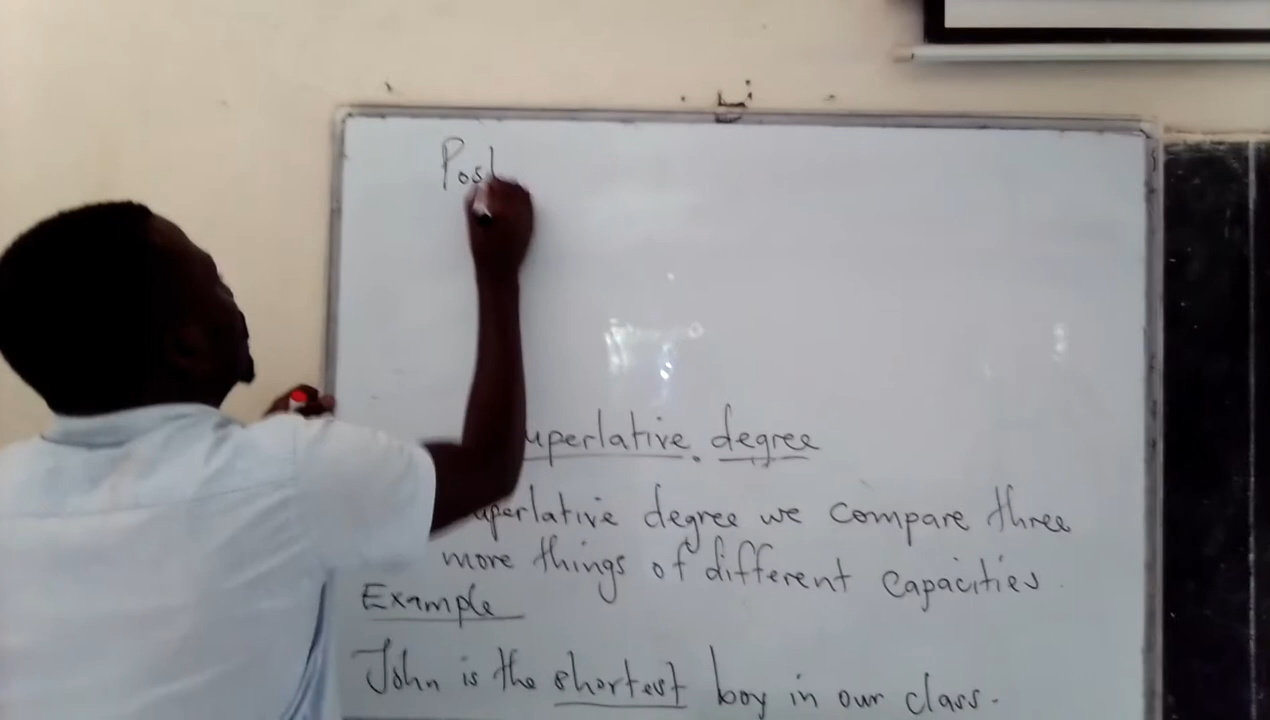 Post
uperlative degree
uperlative degree we compare three
more things of different capacities.
Example
John is the shortest boy in our class.